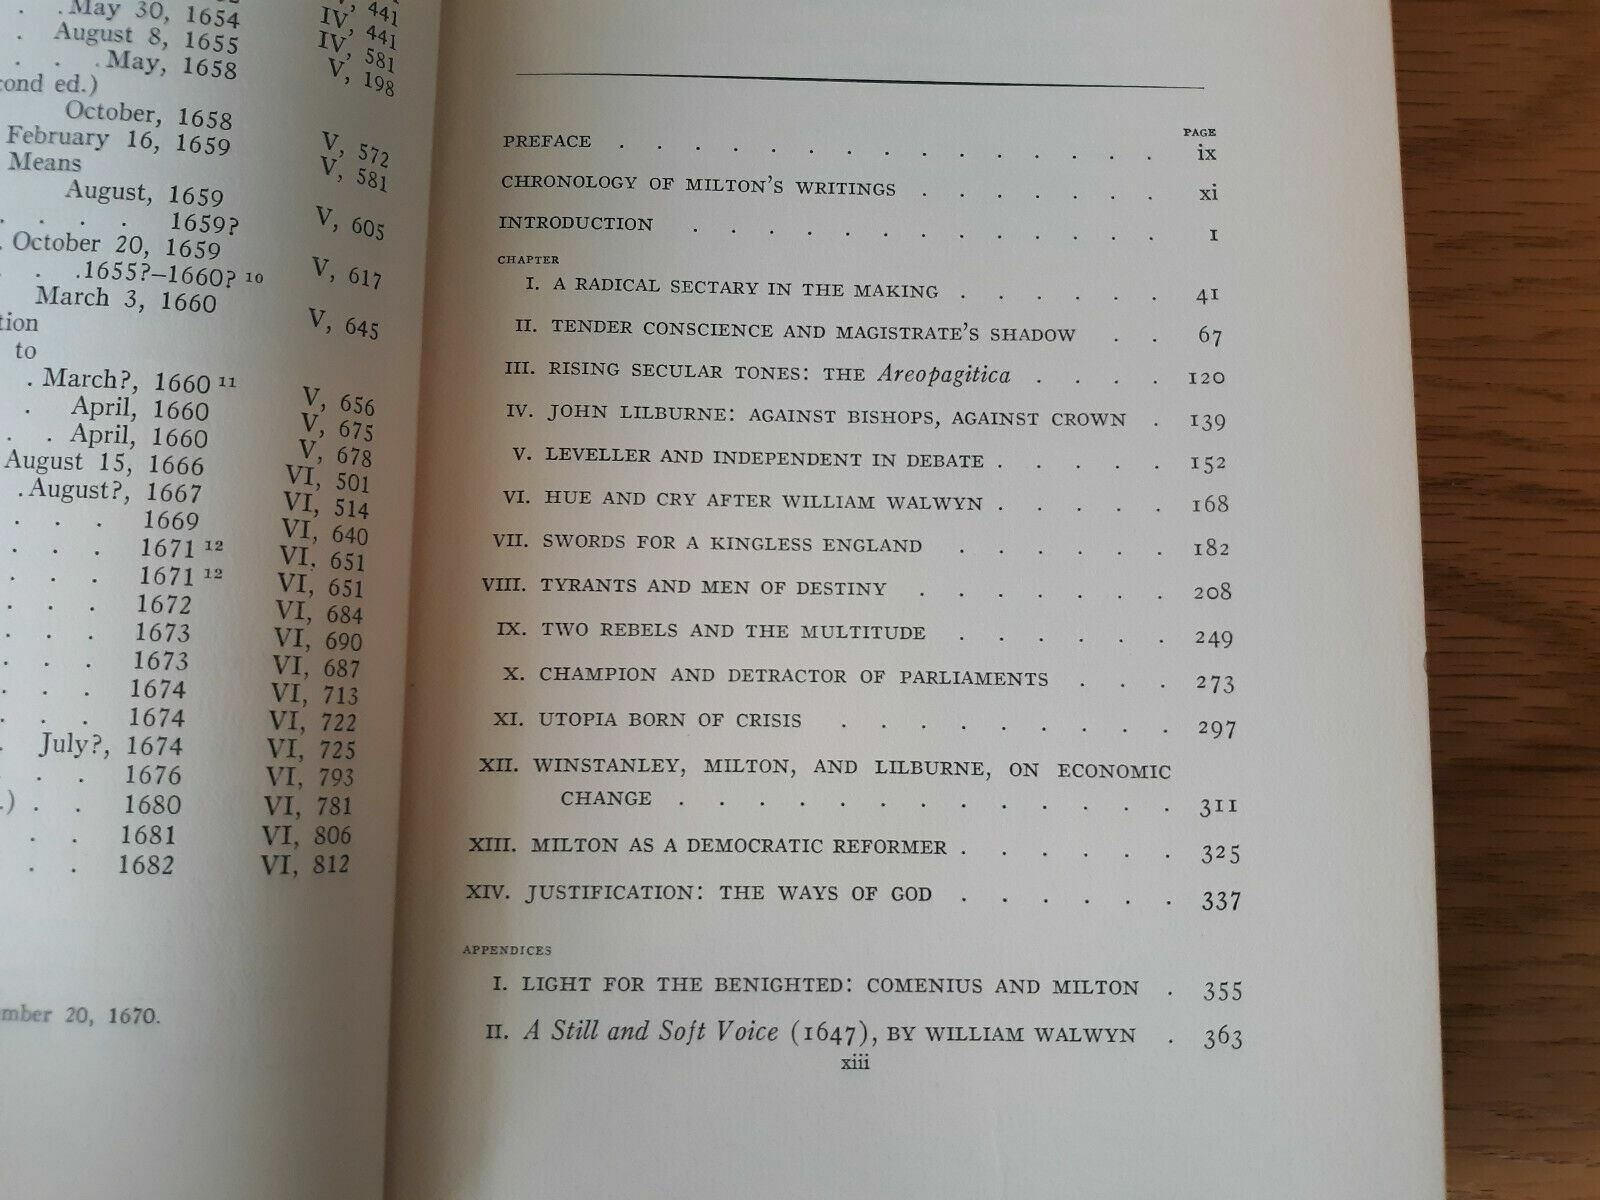 . .May 30, 1654 IV, 441
. August 8, 1655 IV, 581
. . .May, 1658 V, 198
ed.)
October, 1658
February 16, 1659 V, 572
Means V, 581
August, 1659
. . . . 1659? V, 605
. October 20, 1659
. .1655?–1660? 10 V, 617
March 3, 1660
V, 645
to
. March?, 1660 11
. April, 1660 V, 656
. . April, 1660 V, 675
August 15, 1666 V, 678
.August?, 1667 VI, 501
. . . 1669 VI, 514
. . . 1671 12 VI, 640
. . . 1671 12 VI, 651
. . . 1672 VI, 651
. . . 1673 VI, 684
. . . 1673 VI, 690
. . . 1674 VI, 687
. . . 1674 VI, 713
. July?, 1674 VI, 722
. . . 1676 VI, 725
. . 1680 VI, 793
. . 1681 VI, 781
. . 1682 VI, 806
VI, 812
20, 1670.
PAGE
PREFACE . . . . . . . . . . . . . . . ix
CHRONOLOGY OF MILTON'S WRITINGS . . . . . . xi
INTRODUCTION . . . . . . . . . . . . . 1
CHAPTER
I. A RADICAL SECTARY IN THE MAKING . . . . . . 41
II. TENDER CONSCIENCE AND MAGISTRATE'S SHADOW . . 67
III. RISING SECULAR TONES: THE Areopagitica . . . . 120
IV. JOHN LILBURNE: AGAINST BISHOPS, AGAINST CROWN . 139
V. LEVELLER AND INDEPENDENT IN DEBATE . . . . . 152
VI. HUE AND CRY AFTER WILLIAM WALWYN . . . . . 168
VII. SWORDS FOR A KINGLESS ENGLAND . . . . . . 182
VIII. TYRANTS AND MEN OF DESTINY . . . . . . . 208
IX. TWO REBELS AND THE MULTITUDE . . . . . . 249
X. CHAMPION AND DETRACTOR OF PARLIAMENTS . . . 273
XI. UTOPIA BORN OF CRISIS . . . . . . . . . 297
XII. WINSTANLEY, MILTON, AND LILBURNE, ON ECONOMIC
CHANGE . . . . . . . . . . . . . 311
XIII. MILTON AS A DEMOCRATIC REFORMER . . . . . . 325
XIV. JUSTIFICATION: THE WAYS OF GOD . . . . . . 337
APPENDICES
I. LIGHT FOR THE BENIGHTED: COMENIUS AND MILTON . 355
II. A Still and Soft Voice (1647), BY WILLIAM WALWYN . 363
xiii